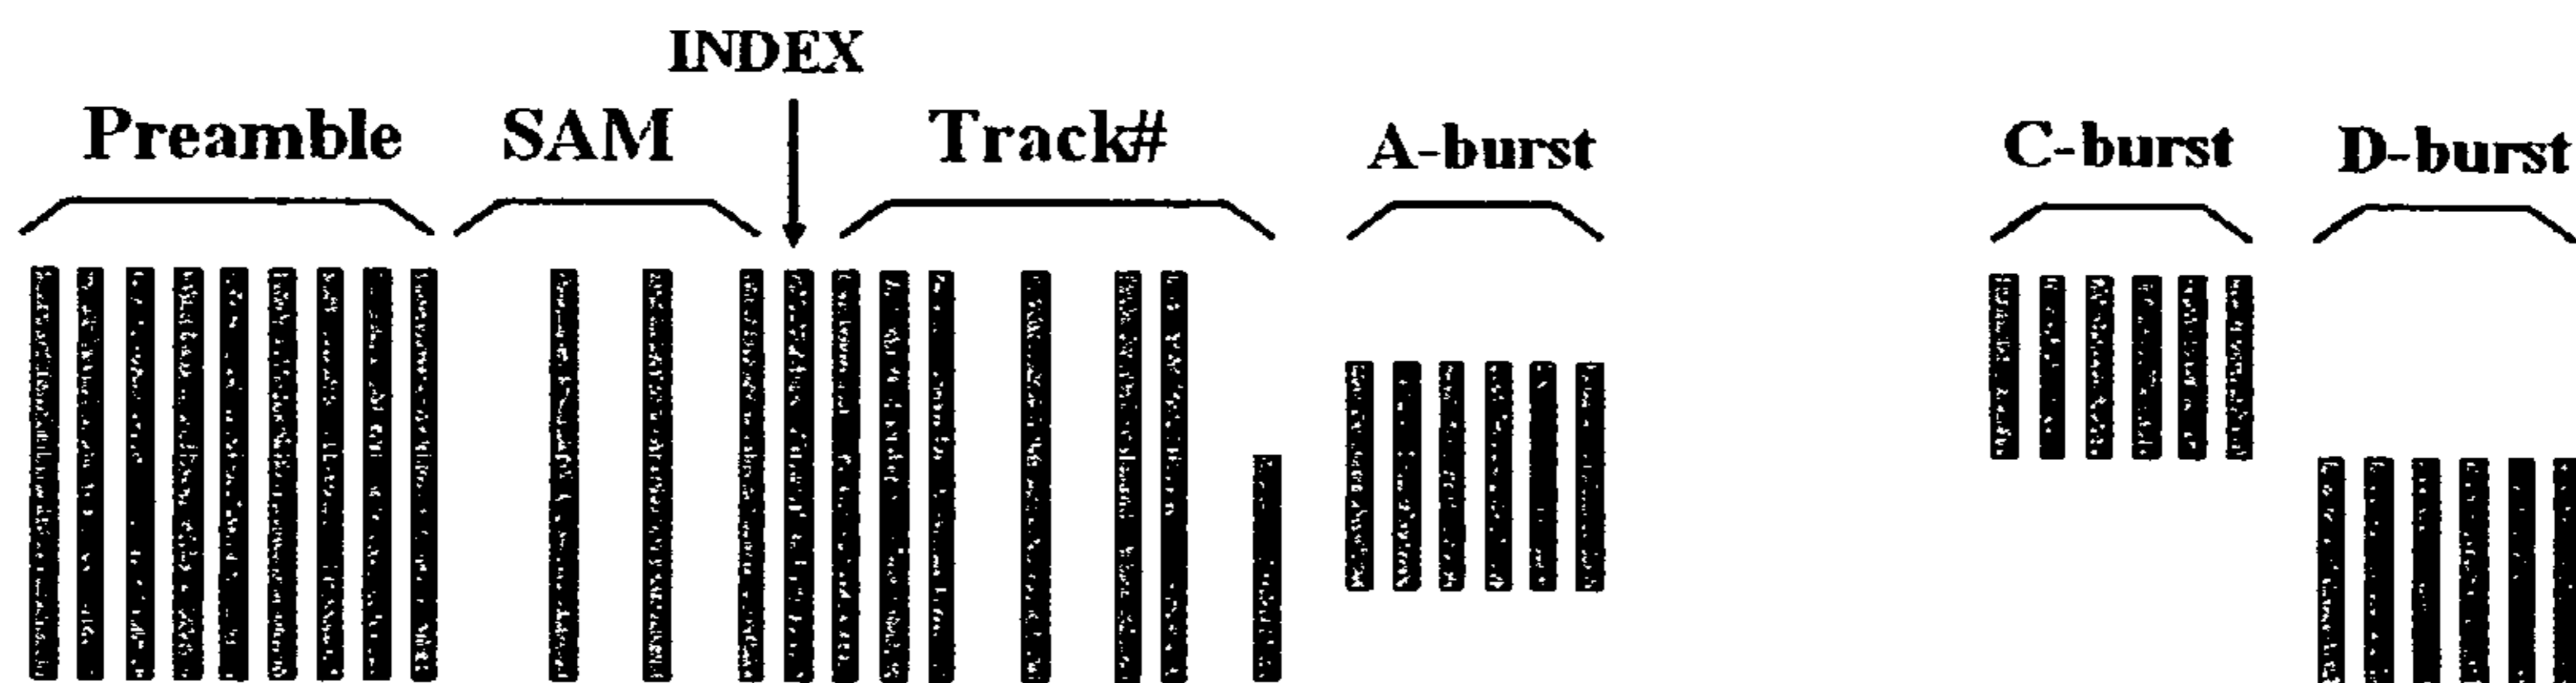 INDEX
Preamble
SAM
Track#
A-burst
C-burst
D-burst